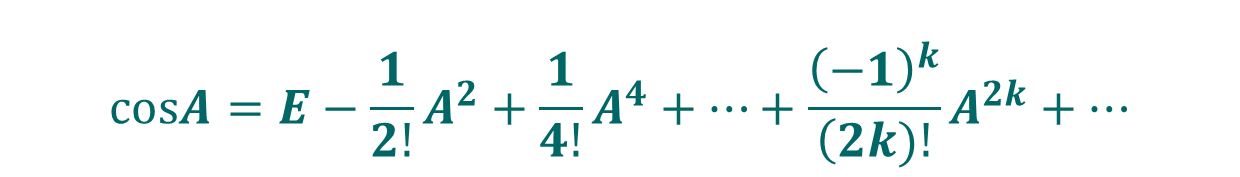 cosA = E − 1/2! A² + 1/4! A⁴ + ⋯ + (−1)ᵏ/(2k)! A²ᵏ + ⋯